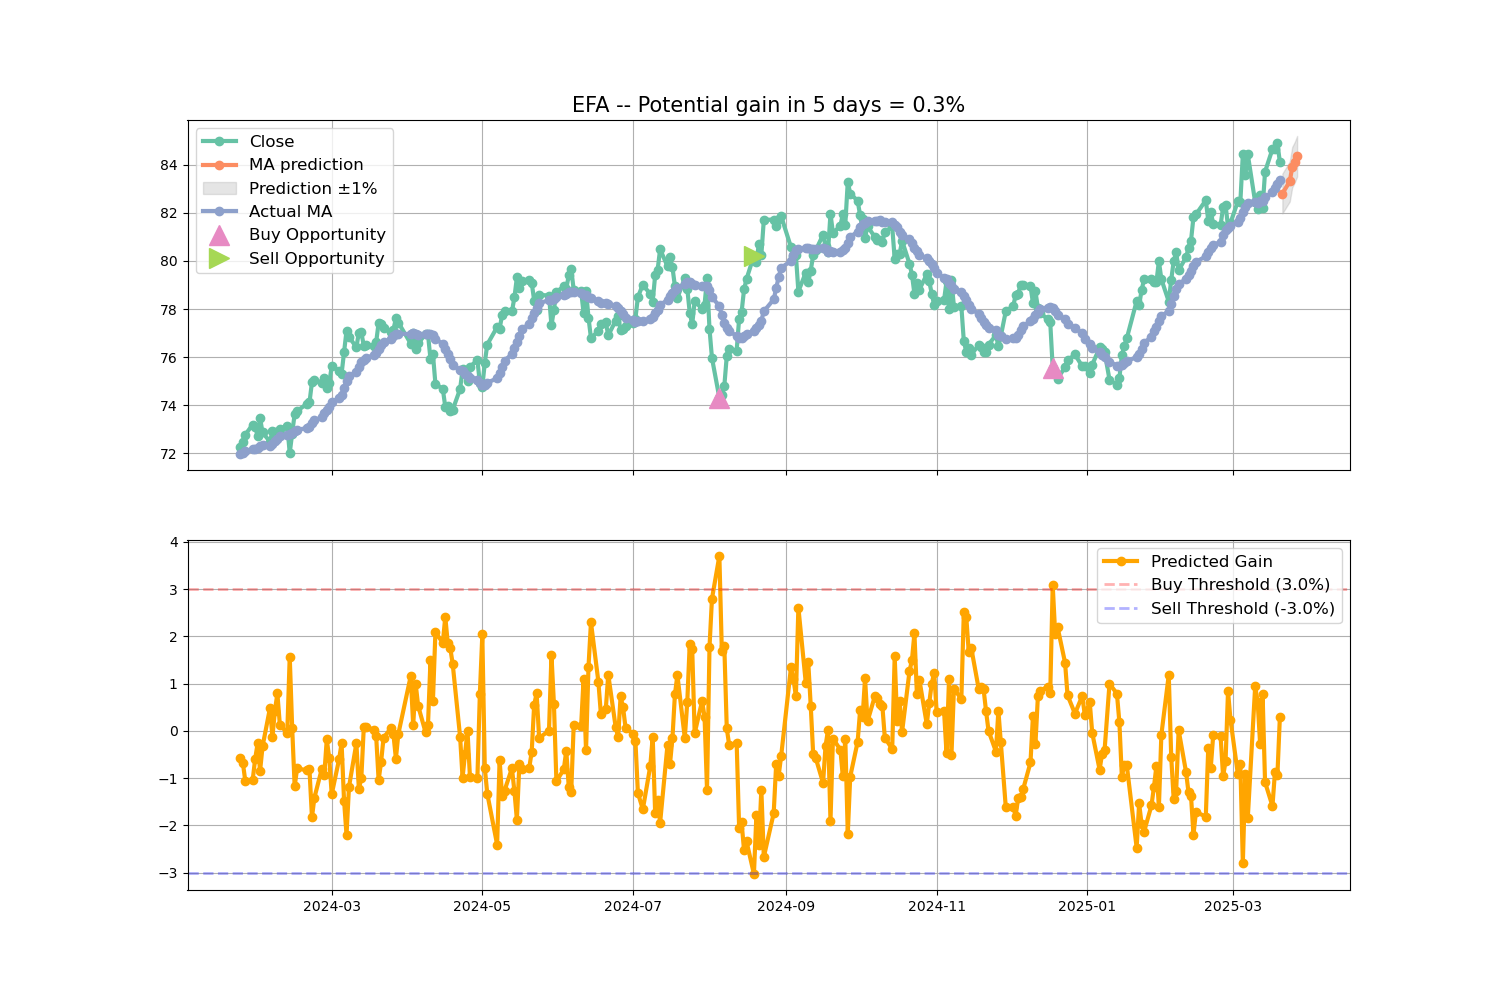 EFA -- Potential gain in 5 days = 0.3%
Close
MA prediction
Prediction ±1%
Actual MA
Buy Opportunity
Sell Opportunity
84
82
80
78
76
74
72
Predicted Gain
Buy Threshold (3.0%)
Sell Threshold (-3.0%)
4
3
2
1
0
−1
−2
−3
2024-03 2024-05 2024-07 2024-09 2024-11 2025-01 2025-03